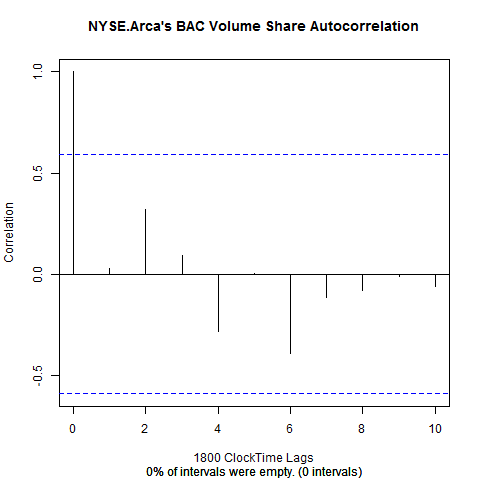 NYSE.Arca's BAC Volume Share Autocorrelation
Correlation
1.0
0.5
0.0
-0.5
0 2 4 6 8 10
1800 ClockTime Lags
0% of intervals were empty. (0 intervals)